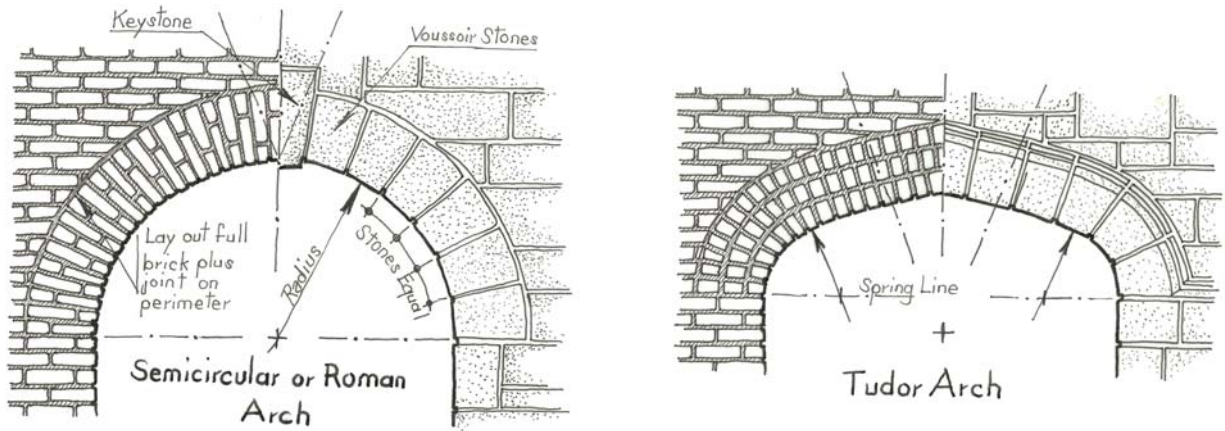 Keystone
Voussoir Stones
Lay out full
brick plus
joint on
perimeter
Radius
Stones Equal
Semicircular or Roman
Arch
Spring Line
Tudor Arch